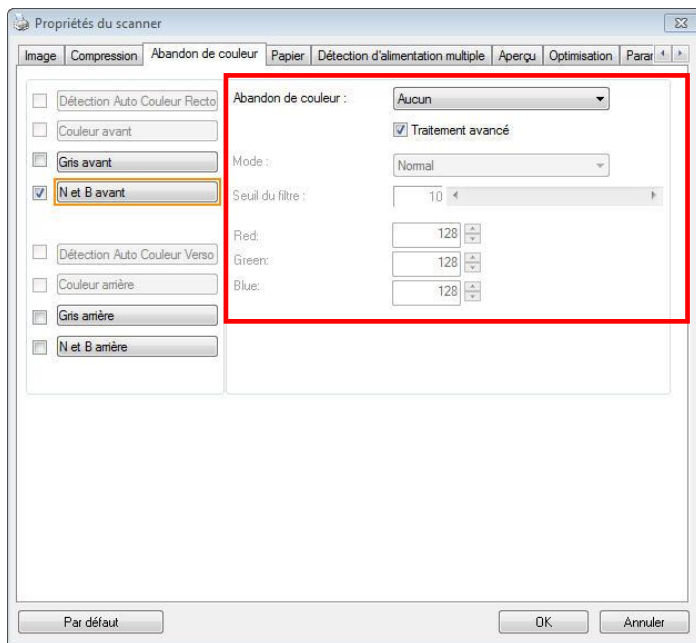 Propriétés du scanner
Image Compression Abandon de couleur Papier Détection d'alimentation multiple Aperçu Optimisation Parar
Détection Auto Couleur Recto
Couleur avant
Gris avant
N et B avant
Détection Auto Couleur Verso
Couleur arrière
Gris arrière
N et B arrière
Abandon de couleur : Aucun
Traitement avancé
Mode : Normal
Seuil du filtre : 10
Red: 128
Green: 128
Blue: 128
Par défaut OK Annuler